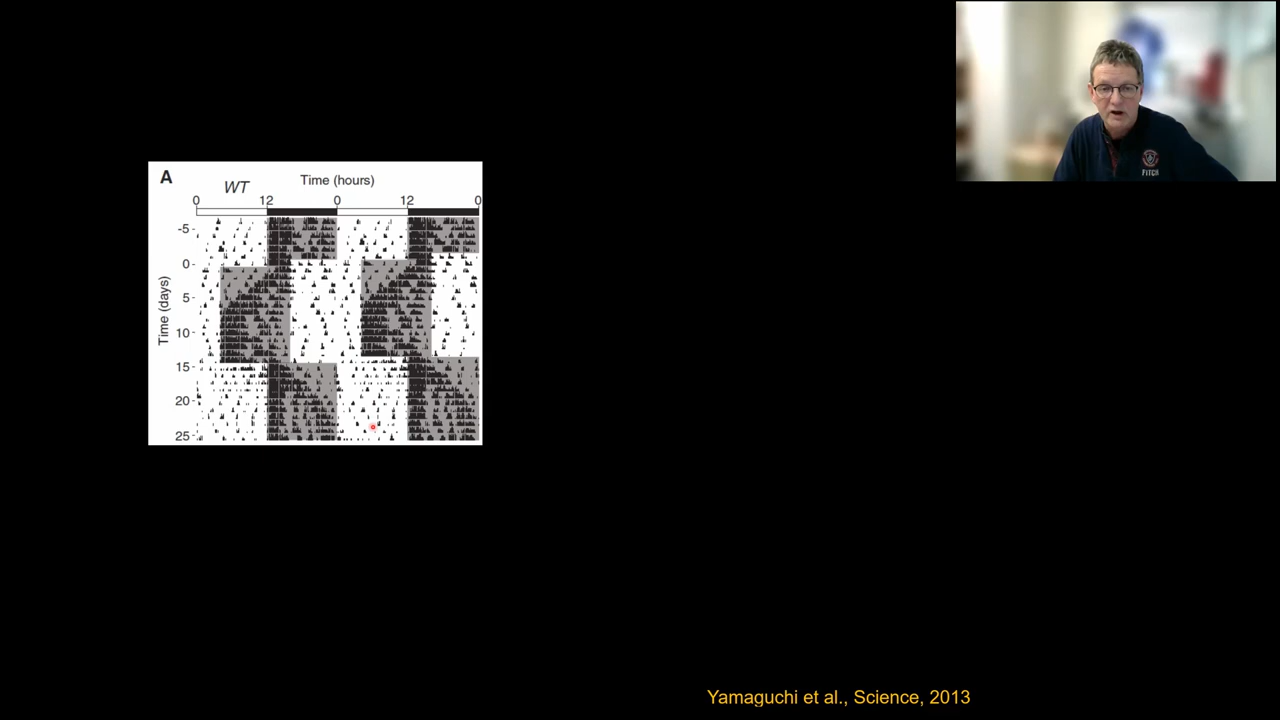 A
WT
Time (hours)
0 12 0 12 0
Time (days)
-5
0
5
10
15
20
25
FITCH
Yamaguchi et al., Science, 2013